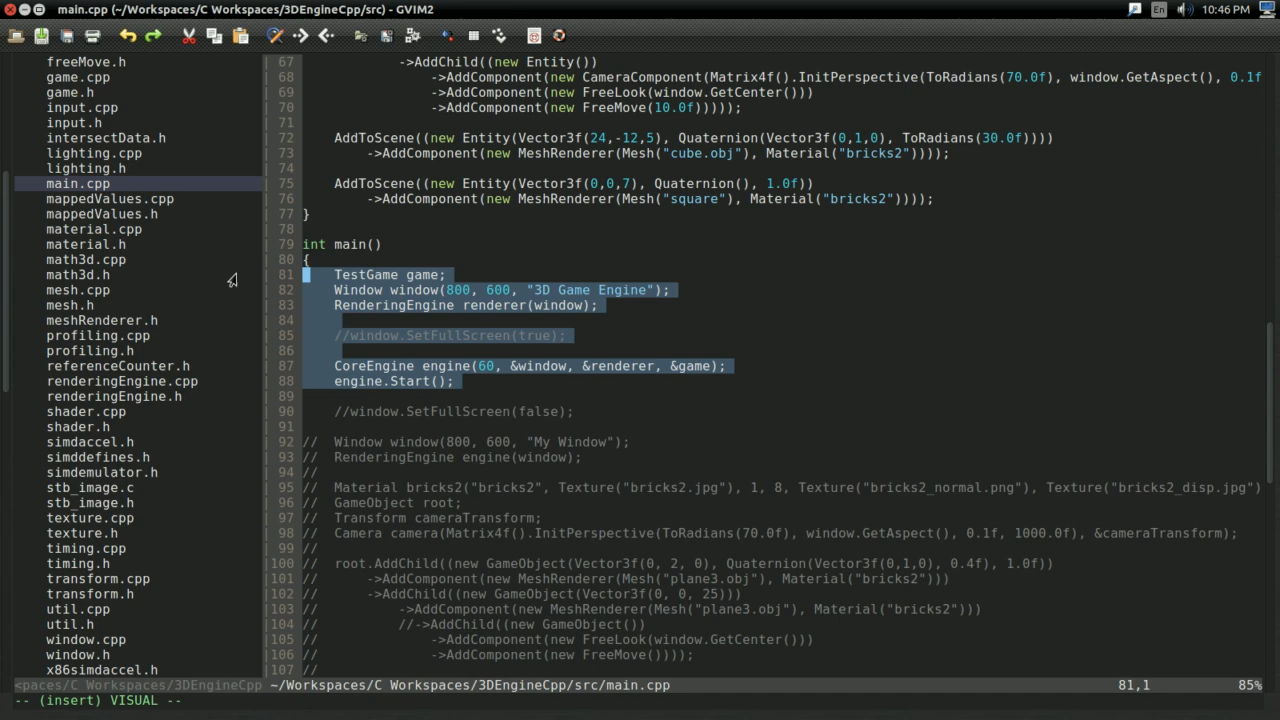 main.cpp (~/Workspaces/C Workspaces/3DEngineCpp/src) - GVIM2
En
10:46 PM
freeMove.h
game.cpp
game.h
input.cpp
input.h
intersectData.h
lighting.cpp
lighting.h
main.cpp
mappedValues.cpp
mappedValues.h
material.cpp
material.h
math3d.cpp
math3d.h
mesh.cpp
mesh.h
meshRenderer.h
profiling.cpp
profiling.h
referenceCounter.h
renderingEngine.cpp
renderingEngine.h
shader.cpp
shader.h
simdaccel.h
simddefines.h
simdemulator.h
stb_image.c
stb_image.h
texture.cpp
texture.h
timing.cpp
timing.h
transform.cpp
transform.h
util.cpp
util.h
window.cpp
window.h
x86simdaccel.h
67             ->AddChild((new Entity())
68                 ->AddComponent(new CameraComponent(Matrix4f().InitPerspective(ToRadians(70.0f), window.GetAspect(), 0.1f
69                 ->AddComponent(new FreeLook(window.GetCenter()))
70                 ->AddComponent(new FreeMove(10.0f)))));
71
72     AddToScene((new Entity(Vector3f(24,-12,5), Quaternion(Vector3f(0,1,0), ToRadians(30.0f))))
73         ->AddComponent(new MeshRenderer(Mesh("cube.obj"), Material("bricks2"))));
74
75     AddToScene((new Entity(Vector3f(0,0,7), Quaternion(), 1.0f))
76         ->AddComponent(new MeshRenderer(Mesh("square"), Material("bricks2"))));
77 }
78
79 int main()
80 {
81     TestGame game;
82     Window window(800, 600, "3D Game Engine");
83     RenderingEngine renderer(window);
84
85     //window.SetFullScreen(true);
86
87     CoreEngine engine(60, &window, &renderer, &game);
88     engine.Start();
89
90     //window.SetFullScreen(false);
91
92 //  Window window(800, 600, "My Window");
93 //  RenderingEngine engine(window);
94 //
95 //  Material bricks2("bricks2", Texture("bricks2.jpg"), 1, 8, Texture("bricks2_normal.png"), Texture("bricks2_disp.jpg")
96 //  GameObject root;
97 //  Transform cameraTransform;
98 //  Camera camera(Matrix4f().InitPerspective(ToRadians(70.0f), window.GetAspect(), 0.1f, 1000.0f), &cameraTransform);
99 //
100 //  root.AddChild((new GameObject(Vector3f(0, 2, 0), Quaternion(Vector3f(0,1,0), 0.4f), 1.0f))
101 //      ->AddComponent(new MeshRenderer(Mesh("plane3.obj"), Material("bricks2")))
102 //      ->AddChild((new GameObject(Vector3f(0, 0, 25)))
103 //          ->AddComponent(new MeshRenderer(Mesh("plane3.obj"), Material("bricks2")))
104 //          //->AddChild((new GameObject())
105 //              ->AddComponent(new FreeLook(window.GetCenter()))
106 //              ->AddComponent(new FreeMove())));
107 //
<paces/C Workspaces/3DEngineCpp ~/Workspaces/C Workspaces/3DEngineCpp/src/main.cpp 81,1 85%
-- (insert) VISUAL --